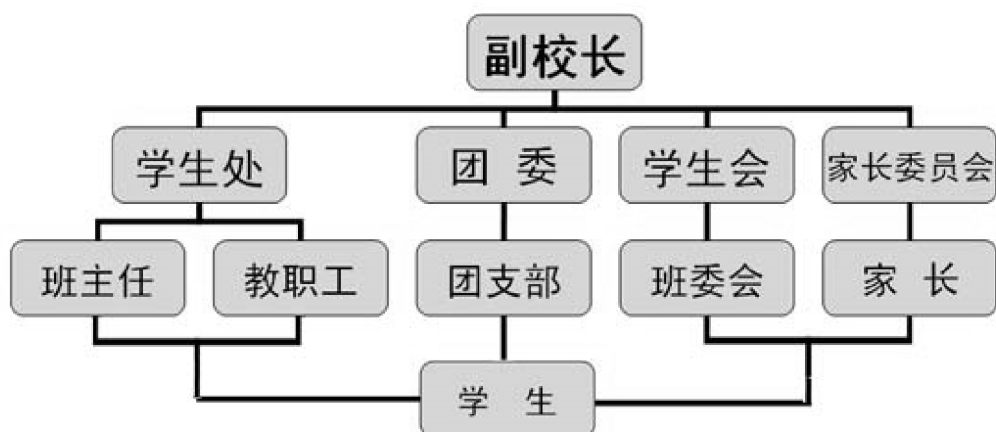 副校长
学生处
团 委
学生会
家长委员会
班主任
教职工
团支部
班委会
家 长
学 生